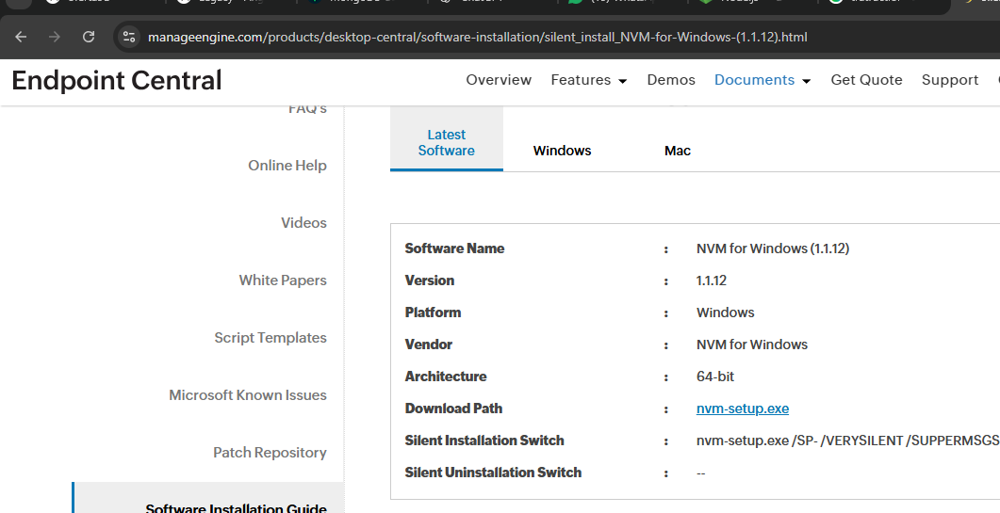 manageengine.com/products/desktop-central/software-installation/silent_install_NVM-for-Windows-(1.1.12).html
Endpoint Central
Overview Features Demos Documents Get Quote Support
FAQ's
Online Help
Videos
White Papers
Script Templates
Microsoft Known Issues
Patch Repository
Software Installation Guide
Latest
Software
Windows
Mac
Software Name : NVM for Windows (1.1.12)
Version : 1.1.12
Platform : Windows
Vendor : NVM for Windows
Architecture : 64-bit
Download Path : nvm-setup.exe
Silent Installation Switch : nvm-setup.exe /SP- /VERYSILENT /SUPPERMSGS
Silent Uninstallation Switch : --